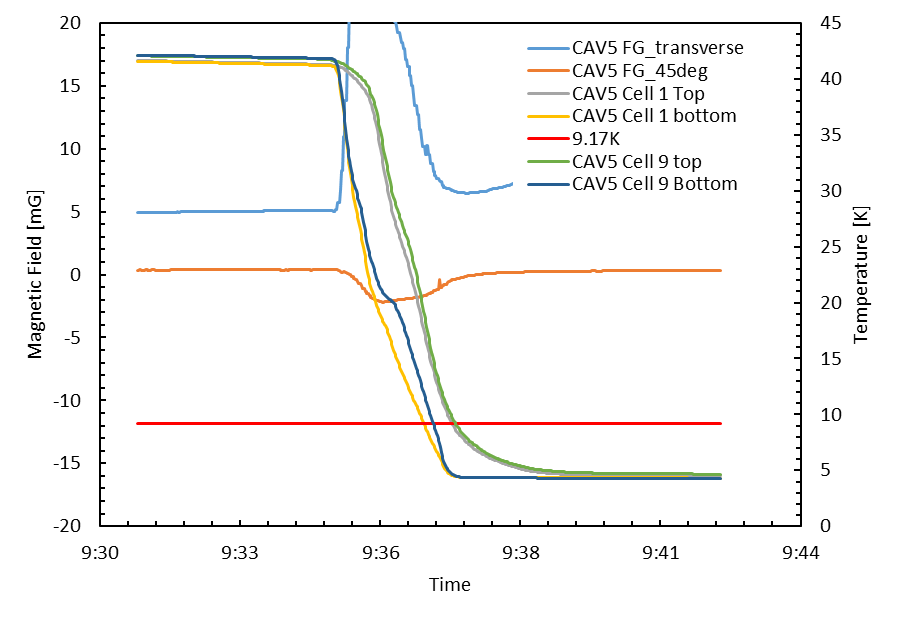 20
15
10
5
0
-5
-10
-15
-20
Magnetic Field [mG]
45
40
35
30
25
20
15
10
5
0
Temperature [K]
CAV5 FG_transverse
CAV5 FG_45deg
CAV5 Cell 1 Top
CAV5 Cell 1 bottom
9.17K
CAV5 Cell 9 top
CAV5 Cell 9 Bottom
9:30 9:33 9:36 9:38 9:41 9:44
Time